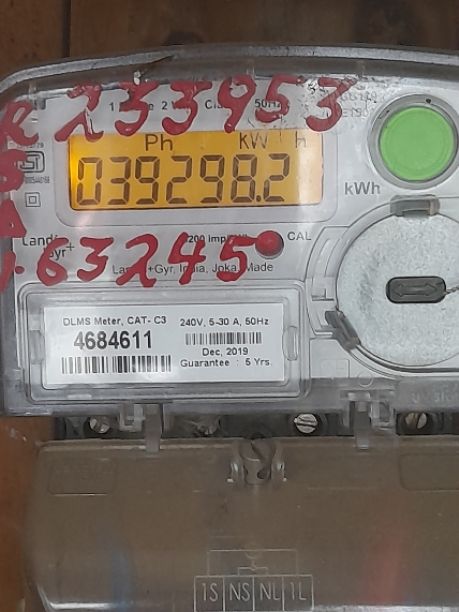 233953
Ph kW h
039298.2
kWh
63245
CAL
DLMS Meter, CAT- C3 240V, 5-30 A, 50Hz
4684611
Dec, 2019
Guarantee : 5 Yrs.
1S NS NL 1L